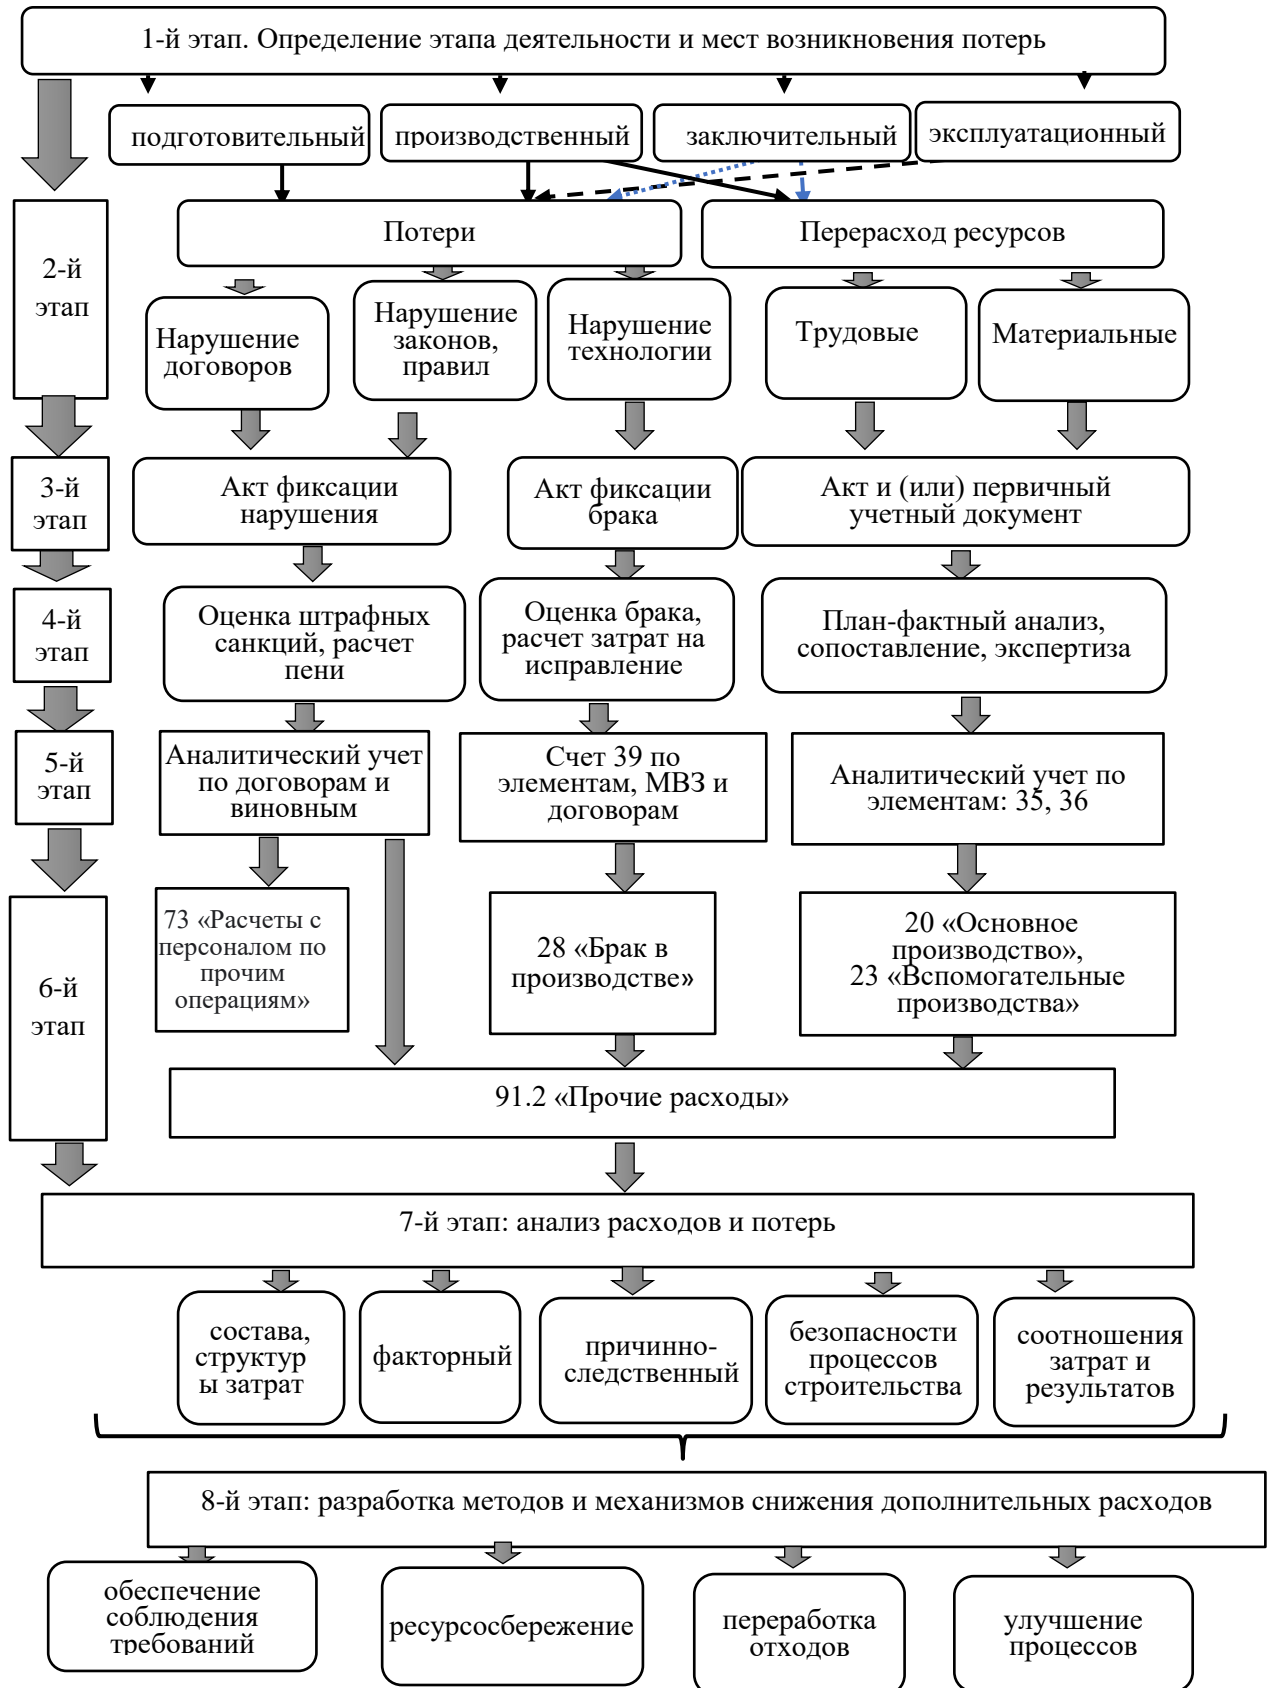 1-й этап. Определение этапа деятельности и мест возникновения потерь
подготовительный
производственный
заключительный
эксплуатационный
2-й
этап
Потери
Перерасход ресурсов
Нарушение
договоров
Нарушение
законов,
правил
Нарушение
технологии
Трудовые
Материальные
3-й
этап
Акт фиксации
нарушения
Акт фиксации
брака
Акт и (или) первичный
учетный документ
4-й
этап
Оценка штрафных
санкций, расчет
пени
Оценка брака,
расчет затрат на
исправление
План-фактный анализ,
сопоставление, экспертиза
5-й
этап
Аналитический учет
по договорам и
виновным
Счет 39 по
элементам, МВЗ и
договорам
Аналитический учет по
элементам: 35, 36
6-й
этап
73 «Расчеты с
персоналом по
прочим
операциям»
28 «Брак в
производстве»
20 «Основное
производство»,
23 «Вспомогательные
производства»
91.2 «Прочие расходы»
7-й этап: анализ расходов и потерь
состава,
структур
ы затрат
факторный
причинно-
следственный
безопасности
процессов
строительства
соотношения
затрат и
результатов
8-й этап: разработка методов и механизмов снижения дополнительных расходов
обеспечение
соблюдения
требований
ресурсосбережение
переработка
отходов
улучшение
процессов